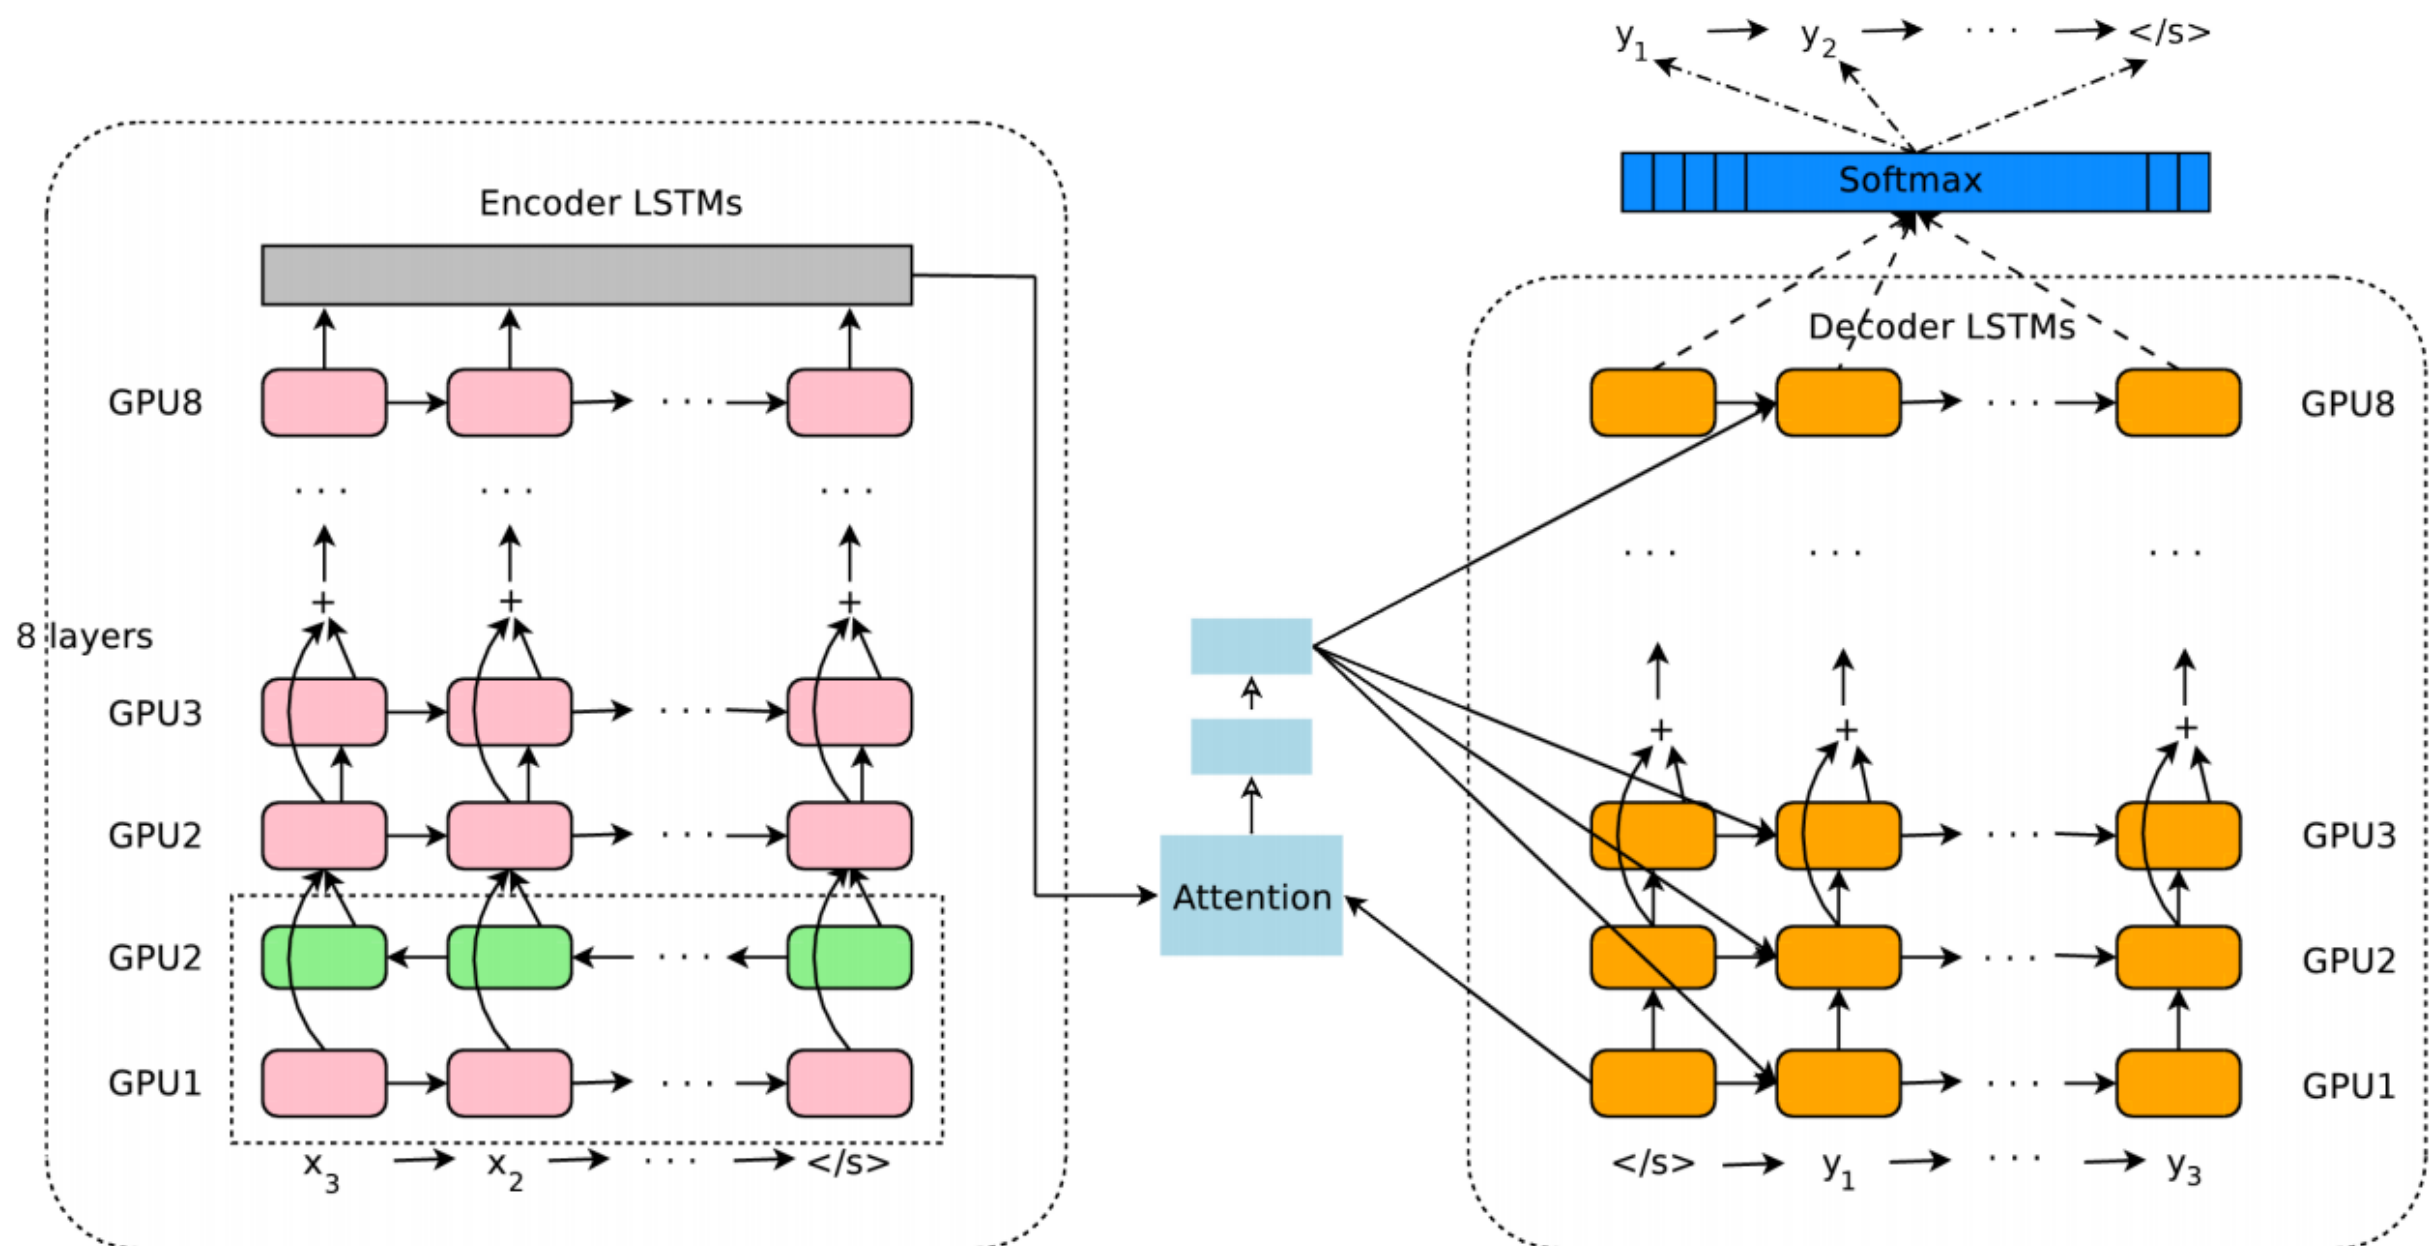 y1 y2 ... </s>
Softmax
Encoder LSTMs
Decoder LSTMs
GPU8 ...
... GPU8
... ... ...
... ... ...
+ + +
8 layers
GPU3 ...
+ + +
GPU2 ...
... GPU3
Attention
GPU2 ...
... GPU2
GPU1 ...
... GPU1
x3 x2 ... </s>
</s> y1 ... y3